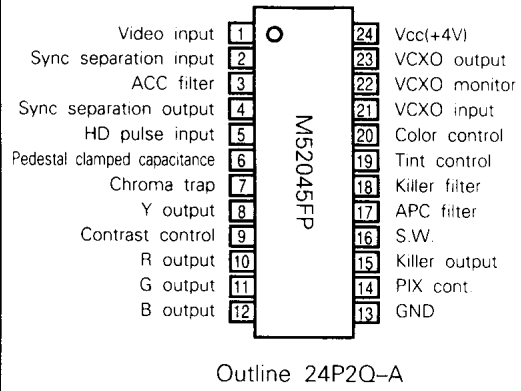 Video input 1 24 Vcc(+4V)
Sync separation input 2 23 VCXO output
ACC filter 3 22 VCXO monitor
Sync separation output 4 21 VCXO input
HD pulse input 5 20 Color control
Pedestal clamped capacitance 6 19 Tint control
Chroma trap 7 18 Killer filter
Y output 8 17 APC filter
Contrast control 9 16 S.W.
R output 10 15 Killer output
G output 11 14 PIX cont.
B output 12 13 GND
M52045FP
Outline 24P2Q-A